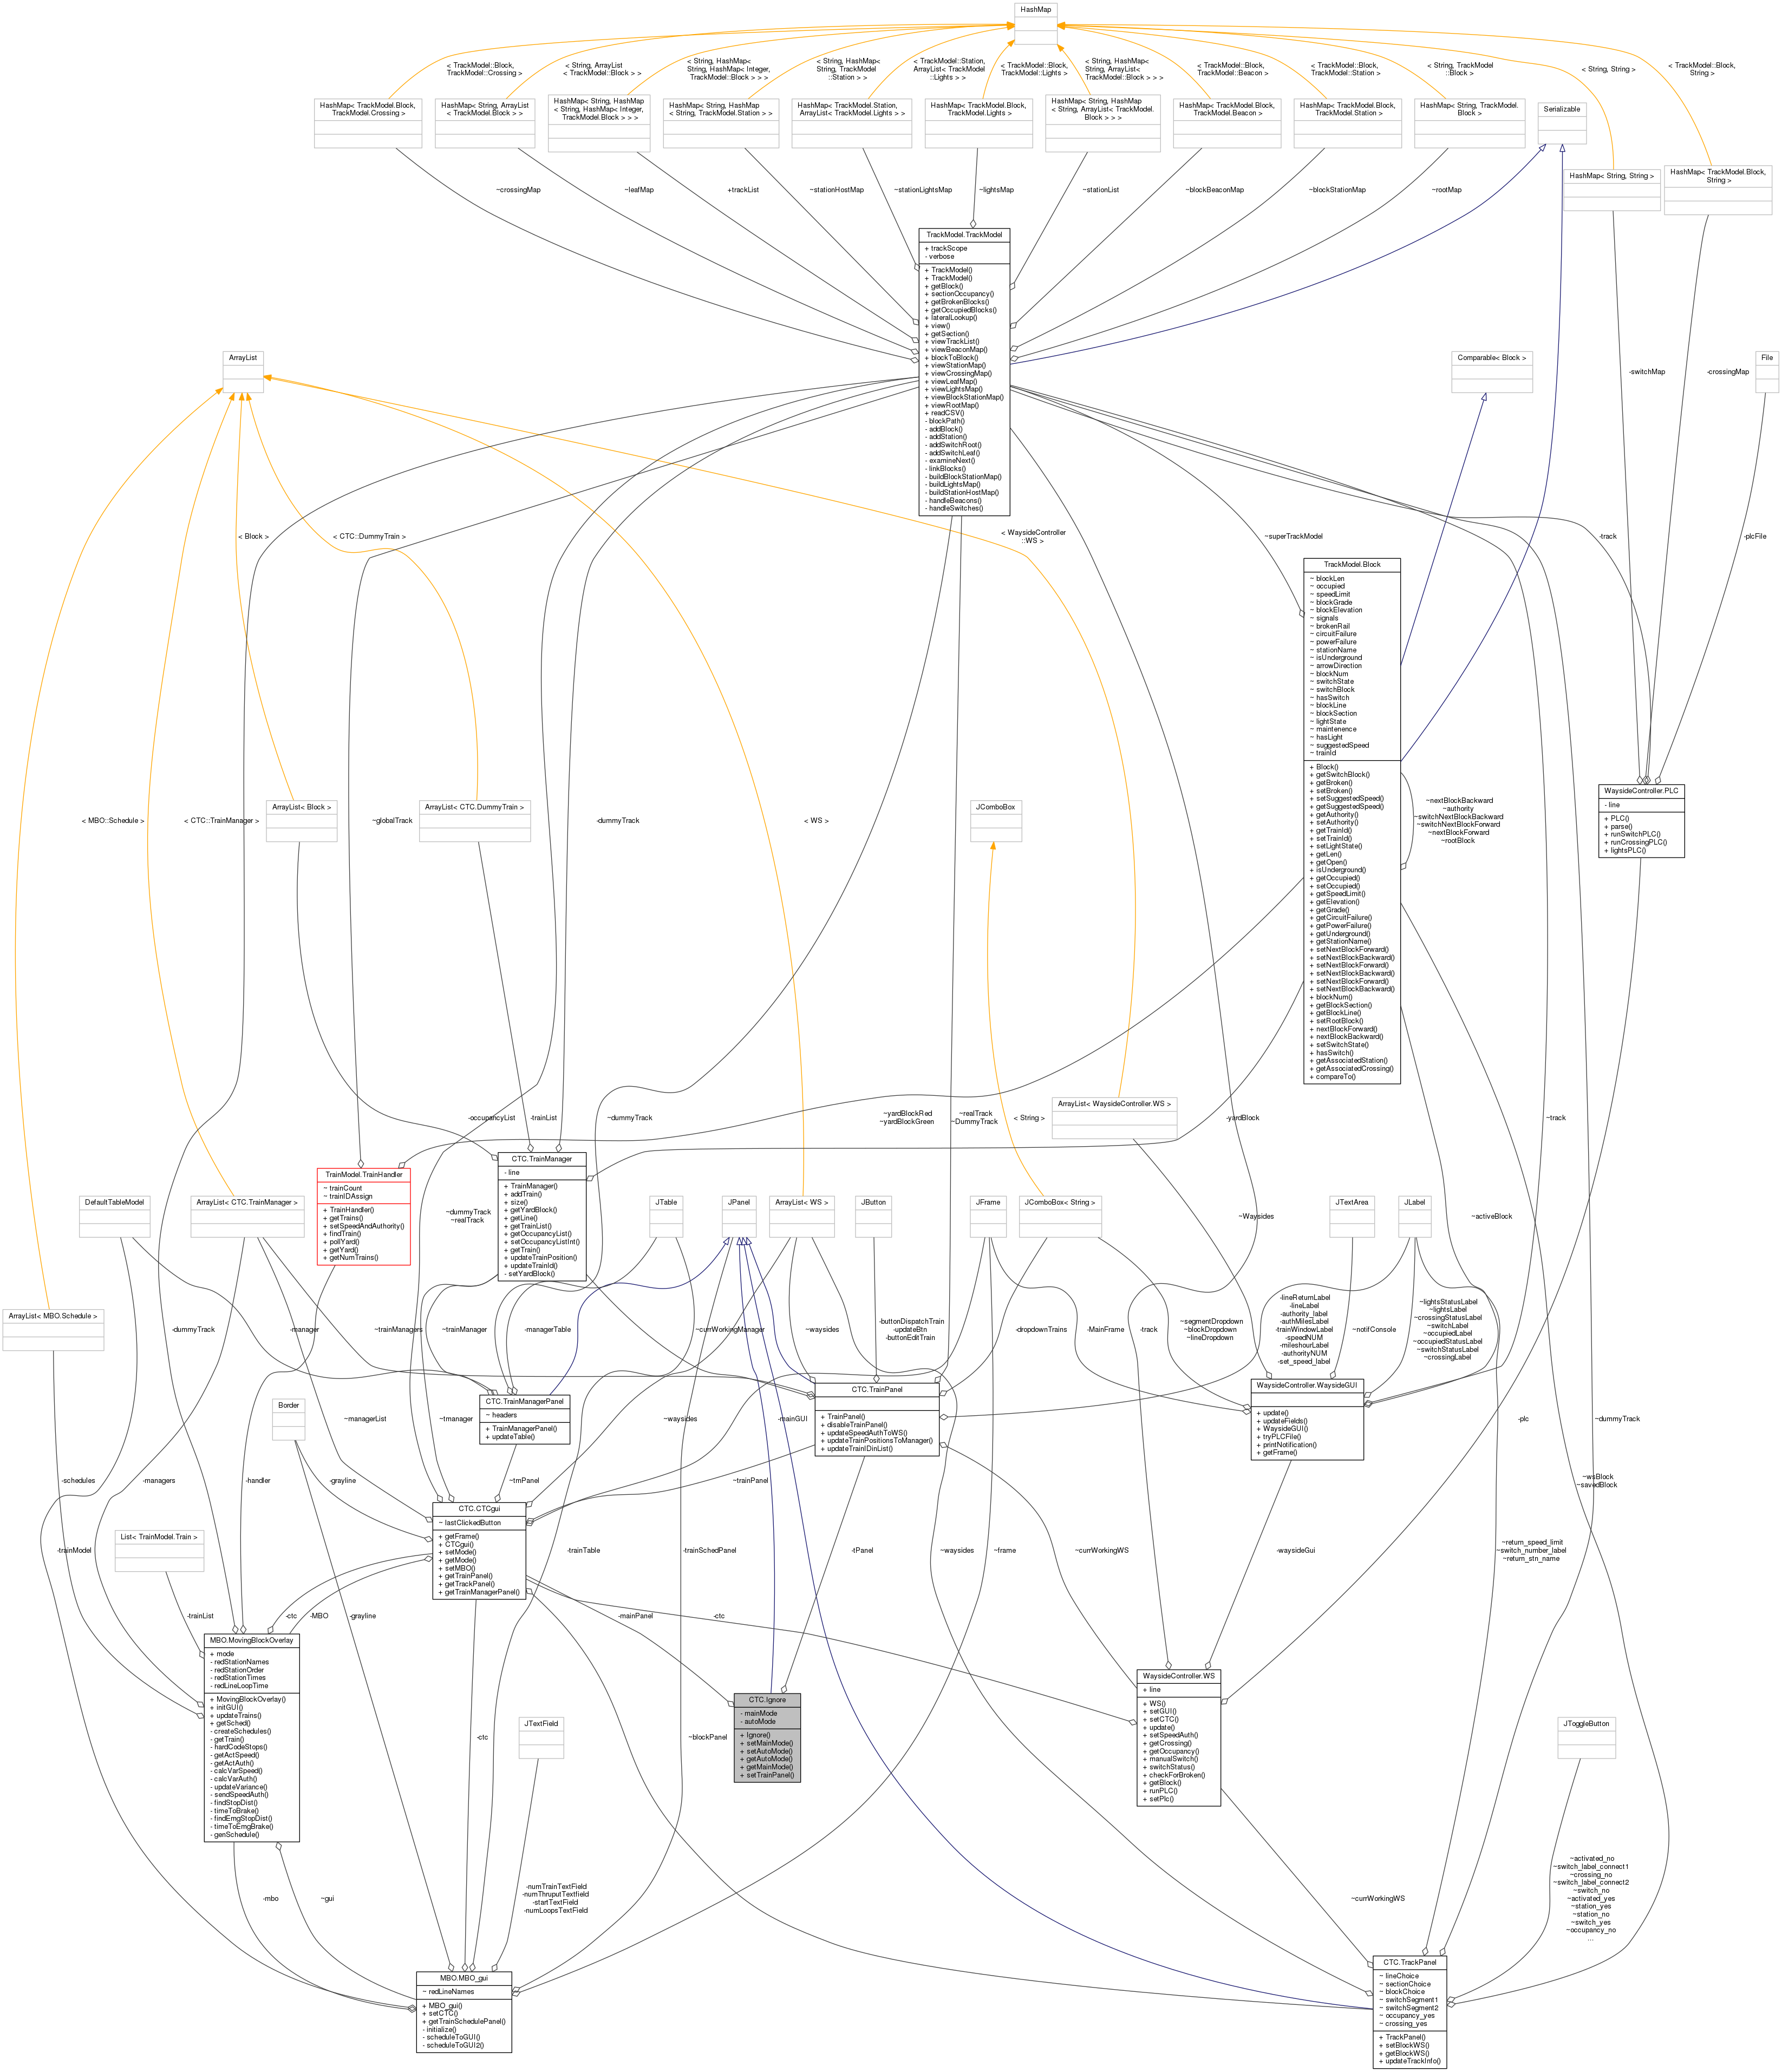 HashMap
< TrackModel::Block,
TrackModel::Crossing >
< String, ArrayList
< TrackModel::Block > >
< String, HashMap<
String, HashMap< Integer,
TrackModel::Block > > >
< String, HashMap<
String, TrackModel
::Station > >
< TrackModel::Station,
ArrayList< TrackModel
::Lights > >
< TrackModel::Block,
TrackModel::Lights >
< String, HashMap<
String, ArrayList<
TrackModel::Block > > >
< TrackModel::Block,
TrackModel::Beacon >
< TrackModel::Block,
TrackModel::Station >
< String, TrackModel
::Block >
< String, String >
< TrackModel::Block,
String >
HashMap< TrackModel.Block,
TrackModel.Crossing >
HashMap< String, ArrayList
< TrackModel.Block > >
HashMap< String, HashMap
< String, HashMap< Integer,
TrackModel.Block > > >
HashMap< String, HashMap
< String, TrackModel.Station > >
HashMap< TrackModel.Station,
ArrayList< TrackModel.Lights > >
HashMap< TrackModel.Block,
TrackModel.Lights >
HashMap< String, HashMap
< String, ArrayList< TrackModel.
Block > > >
HashMap< TrackModel.Block,
TrackModel.Beacon >
HashMap< TrackModel.Block,
TrackModel.Station >
HashMap< String, TrackModel.
Block >
Serializable
HashMap< String, String >
HashMap< TrackModel.Block,
String >
~crossingMap
~leafMap
+trackList
~stationHostMap
~stationLightsMap
~lightsMap
~stationList
~blockBeaconMap
~blockStationMap
~rootMap
TrackModel.TrackModel
+ trackScope
- verbose
+ TrackModel()
+ TrackModel()
+ getBlock()
+ sectionOccupancy()
+ getBrokenBlocks()
+ getOccupiedBlocks()
+ lateralLookup()
+ view()
+ getSection()
+ viewTrackList()
+ viewBeaconMap()
+ blockToBlock()
+ viewStationMap()
+ viewCrossingMap()
+ viewLeafMap()
+ viewLightsMap()
+ viewBlockStationMap()
+ viewRootMap()
+ readCSV()
- blockPath()
- addBlock()
- addStation()
- addSwitchRoot()
- addSwitchLeaf()
- examineNext()
- linkBlocks()
- buildBlockStationMap()
- buildLightsMap()
- buildStationHostMap()
- handleBeacons()
- handleSwitches()
ArrayList
Comparable< Block >
File
-switchMap
-crossingMap
< Block >
< CTC::DummyTrain >
< WaysideController
::WS >
~superTrackModel
-track
-plcFile
TrackModel.Block
~ blockLen
~ occupied
~ speedLimit
~ blockGrade
~ blockElevation
~ signals
~ brokenRail
~ circuitFailure
~ powerFailure
~ stationName
~ isUnderground
~ arrowDirection
~ blockNum
~ switchState
~ switchBlock
~ hasSwitch
~ blockLine
~ blockSection
~ lightState
~ maintenence
~ hasLight
~ suggestedSpeed
~ trainId
+ Block()
+ getSwitchBlock()
+ getBroken()
+ setBroken()
+ setSuggestedSpeed()
+ getSuggestedSpeed()
+ getAuthority()
+ setAuthority()
+ getTrainId()
+ setTrainId()
+ setLightState()
+ getLen()
+ getOpen()
+ isUnderground()
+ getOccupied()
+ setOccupied()
+ getSpeedLimit()
+ getElevation()
+ getGrade()
+ getCircuitFailure()
+ getPowerFailure()
+ getUnderground()
+ getStationName()
+ setNextBlockForward()
+ setNextBlockBackward()
+ setNextBlockForward()
+ setNextBlockBackward()
+ setNextBlockForward()
+ setNextBlockBackward()
+ blockNum()
+ getBlockSection()
+ getBlockLine()
+ setRootBlock()
+ nextBlockForward()
+ nextBlockBackward()
+ setSwitchState()
+ hasSwitch()
+ getAssociatedStation()
+ getAssociatedCrossing()
+ compareTo()
~nextBlockBackward
~authority
~switchNextBlockBackward
~switchNextBlockForward
~nextBlockForward
~rootBlock
WaysideController.PLC
- line
+ PLC()
+ parse()
+ runSwitchPLC()
+ runCrossingPLC()
+ lightsPLC()
< MBO::Schedule >
< CTC::TrainManager >
ArrayList< Block >
~globalTrack
ArrayList< CTC.DummyTrain >
-dummyTrack
< WS >
JComboBox
-occupancyList
-trainList
~dummyTrack
~yardBlockRed
~yardBlockGreen
~realTrack
~DummyTrack
< String >
ArrayList< WaysideController.WS >
-yardBlock
~track
TrainModel.TrainHandler
~ trainCount
~ trainIDAssign
+ TrainHandler()
+ getTrains()
+ setSpeedAndAuthority()
+ findTrain()
+ pollYard()
+ getYard()
+ getNumTrains()
CTC.TrainManager
- line
+ TrainManager()
+ addTrain()
+ size()
+ getYardBlock()
+ getLine()
+ getTrainList()
+ getOccupancyList()
+ setOccupancyListInt()
+ getTrain()
+ updateTrainPosition()
+ updateTrainId()
- setYardBlock()
DefaultTableModel
ArrayList< CTC.TrainManager >
~dummyTrack
~realTrack
JTable
JPanel
ArrayList< WS >
JButton
JFrame
JComboBox< String >
~Waysides
JTextArea
JLabel
~activeBlock
ArrayList< MBO.Schedule >
-dummyTrack
-manager
~trainManagers
~trainManager
-managerTable
~currWorkingManager
~waysides
-buttonDispatchTrain
-updateBtn
-buttonEditTrain
-dropdownTrains
-MainFrame
-track
~segmentDropdown
~blockDropdown
~lineDropdown
-lineReturnLabel
-lineLabel
-authority_label
-authMilesLabel
-trainWindowLabel
-speedNUM
-mileshourLabel
-authorityNUM
-set_speed_label
~notifConsole
~lightsStatusLabel
~lightsLabel
~crossingStatusLabel
~switchLabel
~occupiedLabel
~occupiedStatusLabel
~switchStatusLabel
~crossingLabel
CTC.TrainManagerPanel
~ headers
+ TrainManagerPanel()
+ updateTable()
CTC.TrainPanel
+ TrainPanel()
+ disableTrainPanel()
+ updateSpeedAuthToWS()
+ updateTrainPositionsToManager()
+ updateTrainIDinList()
WaysideController.WaysideGUI
+ update()
+ updateFields()
+ WaysideGUI()
+ tryPLCFile()
+ printNotification()
+ getFrame()
Border
~managerList
~tmanager
~waysides
-mainGUI
-plc
~dummyTrack
-schedules
-managers
-handler
-grayline
~tmPanel
~trainPanel
~wsBlock
~savedBlock
CTC.CTCgui
~ lastClickedButton
+ getFrame()
+ CTCgui()
+ setMode()
+ getMode()
+ setMBO()
+ getTrainPanel()
+ getTrackPanel()
+ getTrainManagerPanel()
List< TrainModel.Train >
-trainModel
-trainTable
-trainSchedPanel
-tPanel
~waysides
~frame
~currWorkingWS
-waysideGui
~return_speed_limit
~switch_number_label
~return_stn_name
-trainList
-ctc
-MBO
-grayline
-mainPanel
-ctc
MBO.MovingBlockOverlay
+ mode
- redStationNames
- redStationOrder
- redStationTimes
- redLineLoopTime
+ MovingBlockOverlay()
+ initGUI()
+ updateTrains()
+ getSched()
- createSchedules()
- getTrain()
- hardCodeStops()
- getActSpeed()
- getActAuth()
- calcVarSpeed()
- calcVarAuth()
- updateVariance()
- sendSpeedAuth()
- findStopDist()
- timeToBrake()
- findEmgStopDist()
- timeToEmgBrake()
- genSchedule()
CTC.Ignore
- mainMode
- autoMode
+ Ignore()
+ setMainMode()
+ setAutoMode()
+ getAutoMode()
+ getMainMode()
+ setTrainPanel()
WaysideController.WS
+ line
+ WS()
+ setGUI()
+ setCTC()
+ update()
+ setSpeedAuth()
+ getCrossing()
+ getOccupancy()
+ manualSwitch()
+ switchStatus()
+ checkForBroken()
+ getBlock()
+ runPLC()
+ setPlc()
-ctc
JTextField
~blockPanel
JToggleButton
-mbo
~gui
-numTrainTextField
-numThruputTextfield
-startTextField
-numLoopsTextField
~currWorkingWS
~activated_no
~switch_label_connect1
~crossing_no
~switch_label_connect2
~switch_no
~activated_yes
~station_yes
~station_no
~switch_yes
~occupancy_no
...
MBO.MBO_gui
~ redLineNames
+ MBO_gui()
+ setCTC()
+ getTrainSchedulePanel()
- initialize()
- scheduleToGUI()
- scheduleToGUI2()
CTC.TrackPanel
~ lineChoice
~ sectionChoice
~ blockChoice
~ switchSegment1
~ switchSegment2
~ occupancy_yes
~ crossing_yes
+ TrackPanel()
+ setBlockWS()
+ getBlockWS()
+ updateTrackInfo()